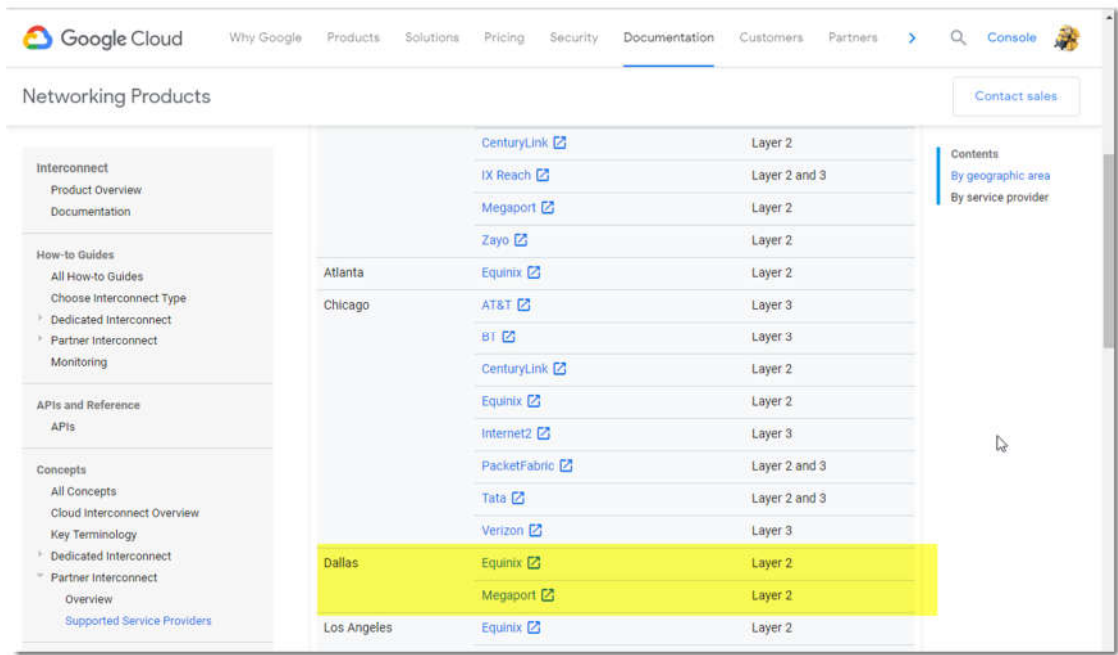 Google Cloud Why Google Products Solutions Pricing Security Documentation Customers Partners Console
Networking Products Contact sales
Interconnect
Product Overview
Documentation
How-to Guides
All How-to Guides
Choose Interconnect Type
Dedicated Interconnect
Partner Interconnect
Monitoring
APIs and Reference
APIs
Concepts
All Concepts
Cloud Interconnect Overview
Key Terminology
Dedicated Interconnect
Partner Interconnect
Overview
Supported Service Providers
CenturyLink Layer 2
IX Reach Layer 2 and 3
Megaport Layer 2
Zayo Layer 2
Atlanta Equinix Layer 2
Chicago AT&T Layer 3
BT Layer 3
CenturyLink Layer 2
Equinix Layer 2
Internet2 Layer 3
PacketFabric Layer 2 and 3
Tata Layer 2 and 3
Verizon Layer 3
Dallas Equinix Layer 2
Megaport Layer 2
Los Angeles Equinix Layer 2
Contents
By geographic area
By service provider